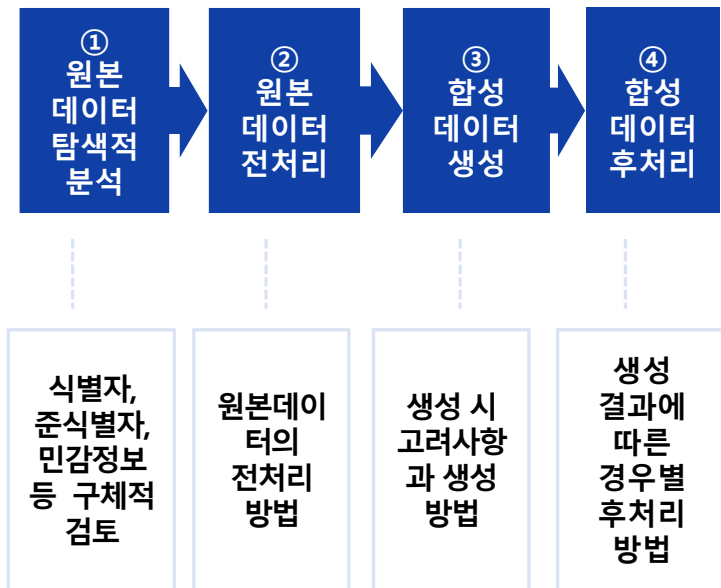 ①
원본
데이터
탐색적
분석
②
원본
데이터
전처리
③
합성
데이터
생성
④
합성
데이터
후처리
식별자,
준식별자,
민감정보
등 구체적
검토
원본데이
터의
전처리
방법
생성 시
고려사항
과 생성
방법
생성
결과에
따른
경우별
후처리
방법